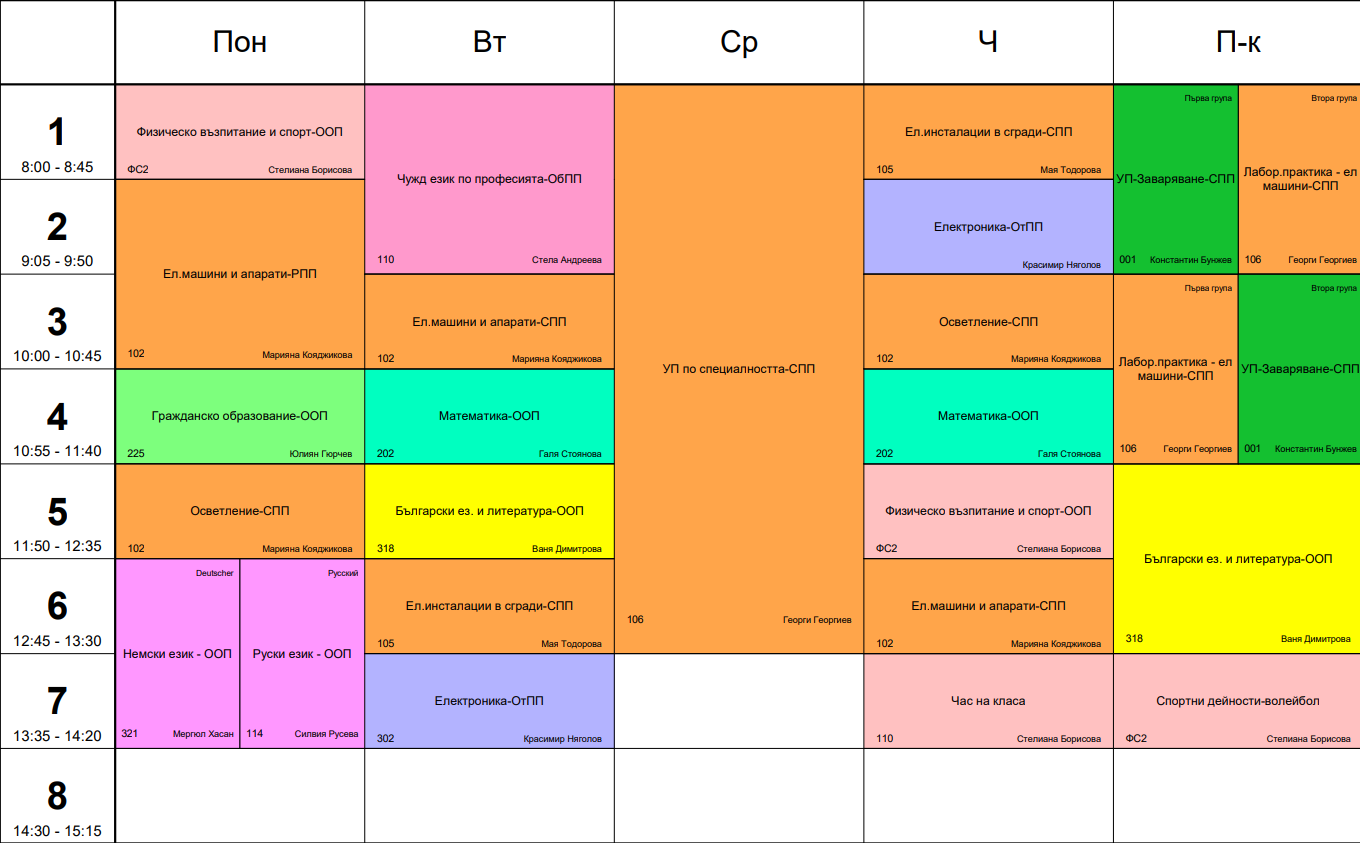 Пон
Вт
Ср
Ч
П-к
1
8:00 - 8:45
Физическо възпитание и спорт-ООП
ФС2
Стелиана Борисова
Чужд език по професията-ОбПП
110
Стела Андреева
УП по специалността-СПП
106
Георги Георгиев
Ел.инсталации в сгради-СПП
105
Мая Тодорова
Първа група
УП-Заваряване-СПП
001
Константин Бунжев
Втора група
Лабор.практика - ел
машини-СПП
106
Георги Георгиев
2
9:05 - 9:50
Ел.машини и апарати-РПП
102
Марияна Кояджикова
Електроника-ОтПП
Красимир Няголов
3
10:00 - 10:45
Ел.машини и апарати-СПП
102
Марияна Кояджикова
Осветление-СПП
102
Марияна Кояджикова
Първа група
Лабор.практика - ел
машини-СПП
106
Георги Георгиев
Втора група
УП-Заваряване-СПП
001
Константин Бунжев
4
10:55 - 11:40
Гражданско образование-ООП
225
Юлиян Гюрчев
Математика-ООП
202
Галя Стоянова
Математика-ООП
202
Галя Стоянова
5
11:50 - 12:35
Осветление-СПП
102
Марияна Кояджикова
Български ез. и литература-ООП
318
Ваня Димитрова
Физическо възпитание и спорт-ООП
ФС2
Стелиана Борисова
Български ез. и литература-ООП
318
Ваня Димитрова
6
12:45 - 13:30
Deutscher
Немски език - ООП
321
Мергюл Хасан
Русский
Руски език - ООП
114
Силвия Русева
Ел.инсталации в сгради-СПП
105
Мая Тодорова
Ел.машини и апарати-СПП
102
Марияна Кояджикова
7
13:35 - 14:20
Електроника-ОтПП
302
Красимир Няголов
Час на класа
110
Стелиана Борисова
Спортни дейности-волейбол
ФС2
Стелиана Борисова
8
14:30 - 15:15